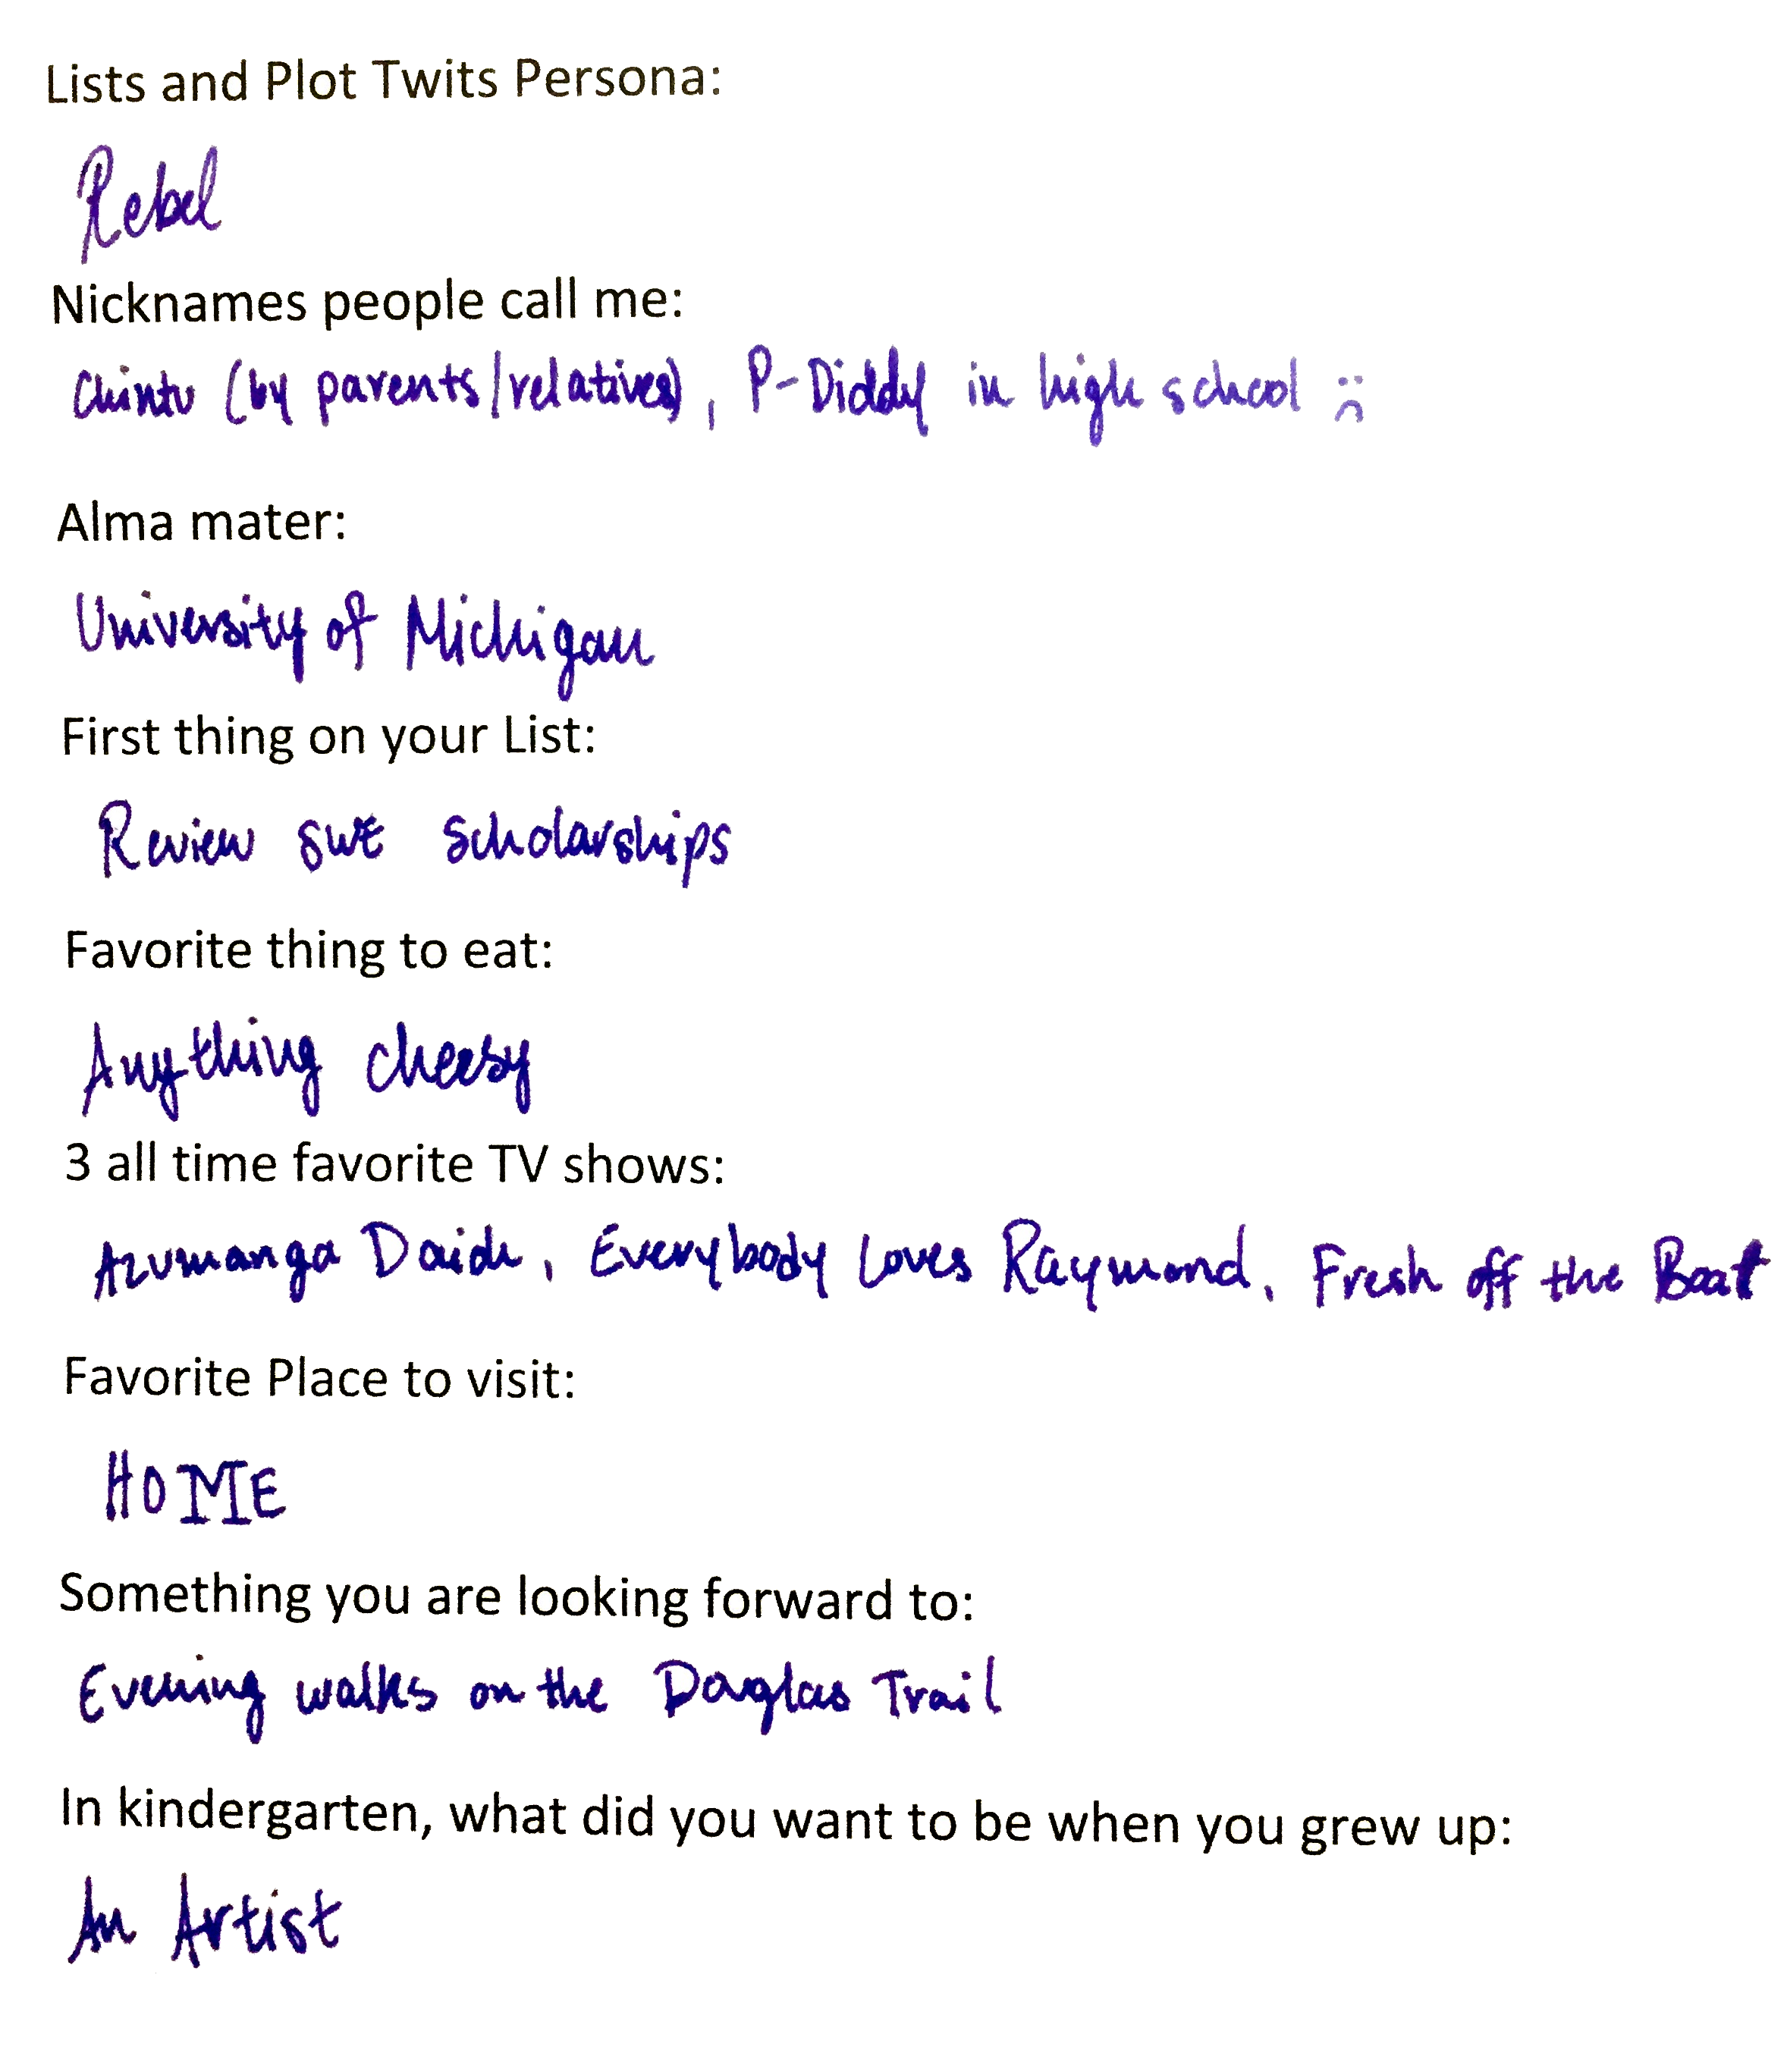 Lists and Plot Twits Persona:
Rebel
Nicknames people call me:
Chintu (by parents/relatives), P-Diddy in high school :(
Alma mater:
University of Michigan
First thing on your List:
Review SWE Scholarships
Favorite thing to eat:
Anything cheesy
3 all time favorite TV shows:
Azumanga Daioh, Everybody Loves Raymond, Fresh off the Boat
Favorite Place to visit:
HOME
Something you are looking forward to:
Evening walks on the Douglas Trail
In kindergarten, what did you want to be when you grew up:
An Artist